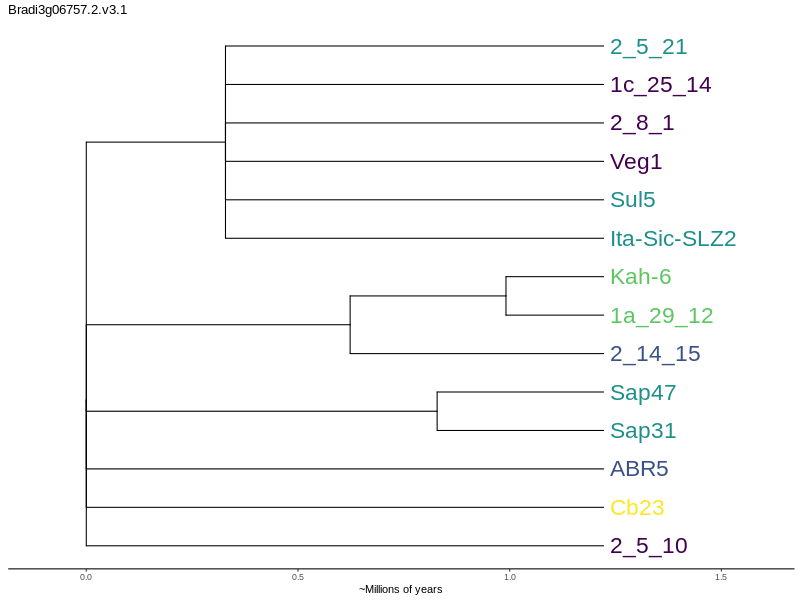 Bradi3g06757.2.v3.1
2_5_21
1c_25_14
2_8_1
Veg1
Sul5
Ita-Sic-SLZ2
Kah-6
1a_29_12
2_14_15
Sap47
Sap31
ABR5
Cb23
2_5_10
0.0 0.5 1.0 1.5
~Millions of years